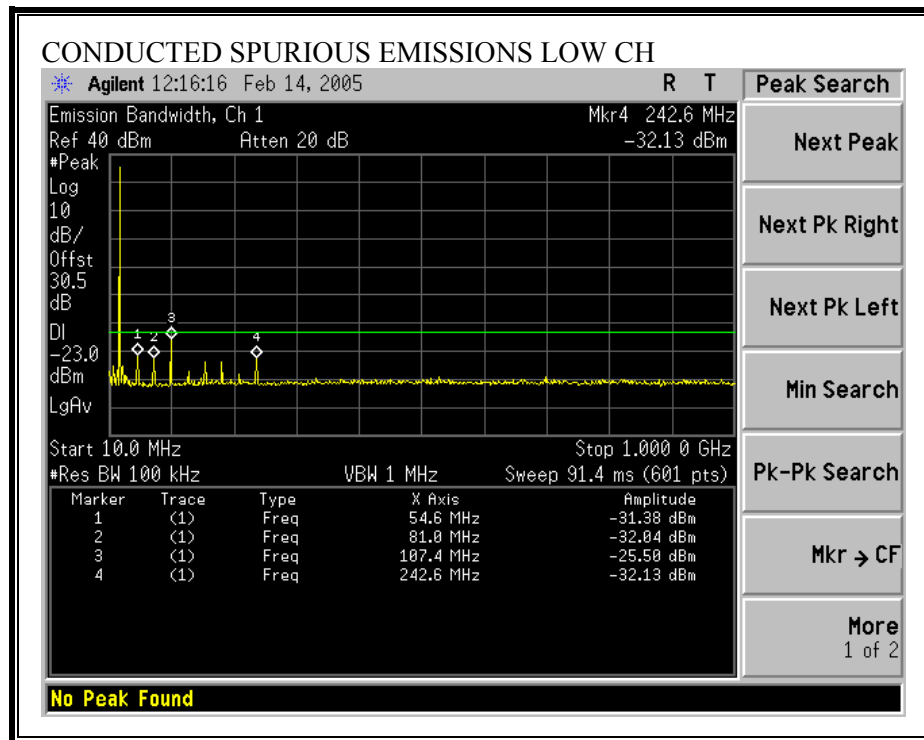 CONDUCTED SPURIOUS EMISSIONS LOW CH
Agilent 12:16:16 Feb 14, 2005 R T
Emission Bandwidth, Ch 1 Mkr4 242.6 MHz
Ref 40 dBm Atten 20 dB -32.13 dBm
#Peak
Log
10
dB/
Offst
30.5
dB
DI
-23.0
dBm
LgAv
1 2 3 4
Start 10.0 MHz Stop 1.000 0 GHz
#Res BW 100 kHz VBW 1 MHz Sweep 91.4 ms (601 pts)
Marker Trace Type X Axis Amplitude
1 (1) Freq 54.6 MHz -31.38 dBm
2 (1) Freq 81.0 MHz -32.04 dBm
3 (1) Freq 107.4 MHz -25.50 dBm
4 (1) Freq 242.6 MHz -32.13 dBm
No Peak Found
Peak Search
Next Peak
Next Pk Right
Next Pk Left
Min Search
Pk-Pk Search
Mkr → CF
More
1 of 2